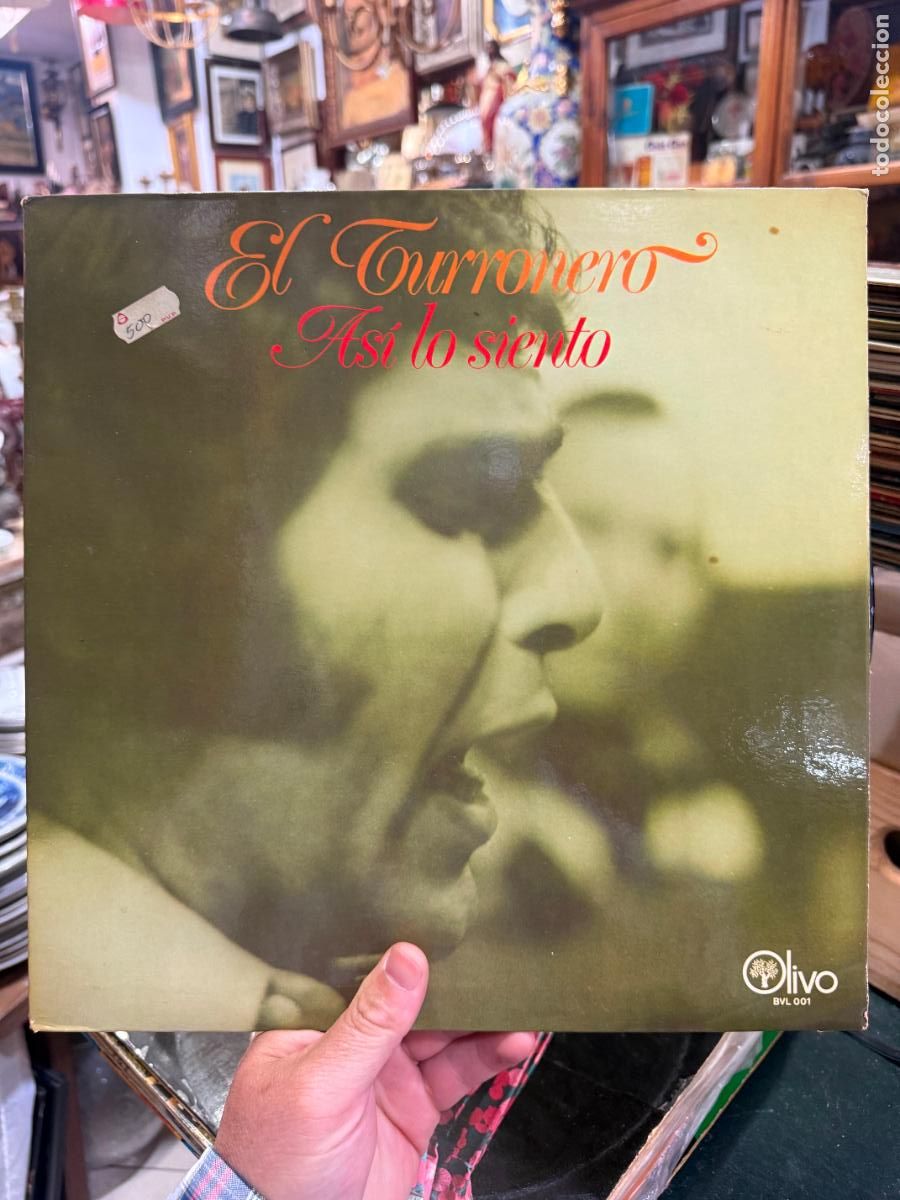 El Turronero
Así lo siento
500
P.V.P.
Olivo
BVL 001
todocoleccion